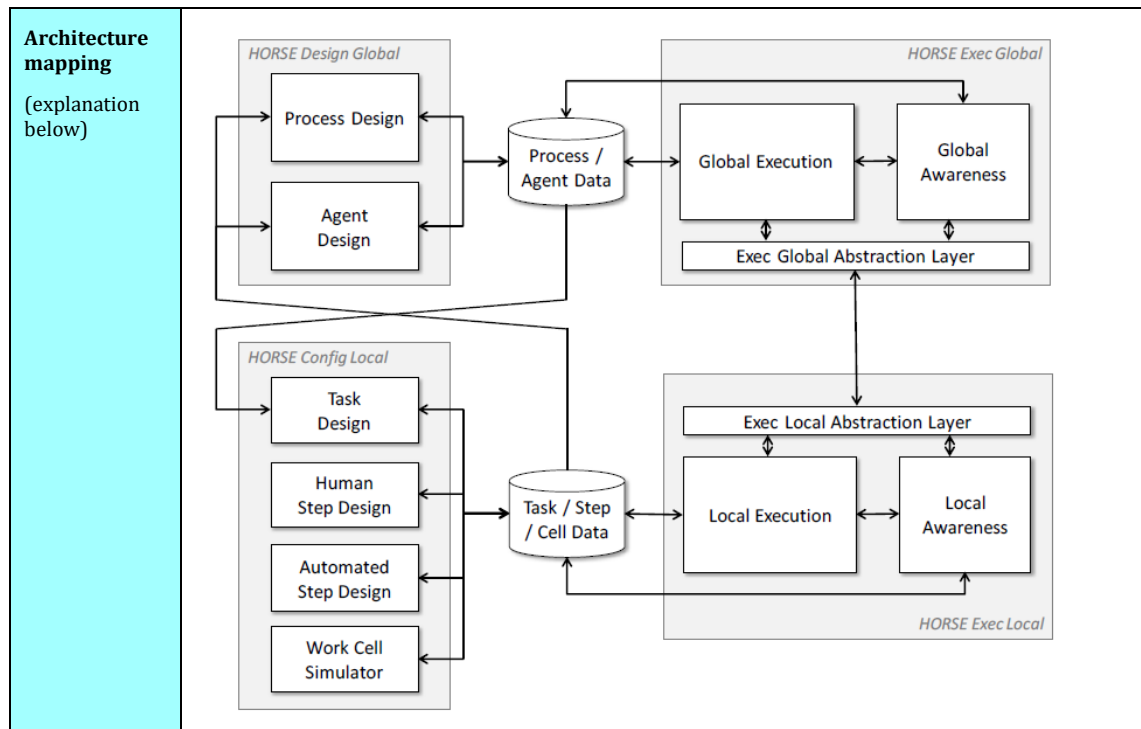 Architecture
mapping
(explanation
below)
HORSE Design Global
Process Design
Agent
Design
Process /
Agent Data
HORSE Exec Global
Global Execution
Global
Awareness
Exec Global Abstraction Layer
HORSE Config Local
Task
Design
Human
Step Design
Automated
Step Design
Work Cell
Simulator
Task / Step
/ Cell Data
Exec Local Abstraction Layer
Local Execution
Local
Awareness
HORSE Exec Local